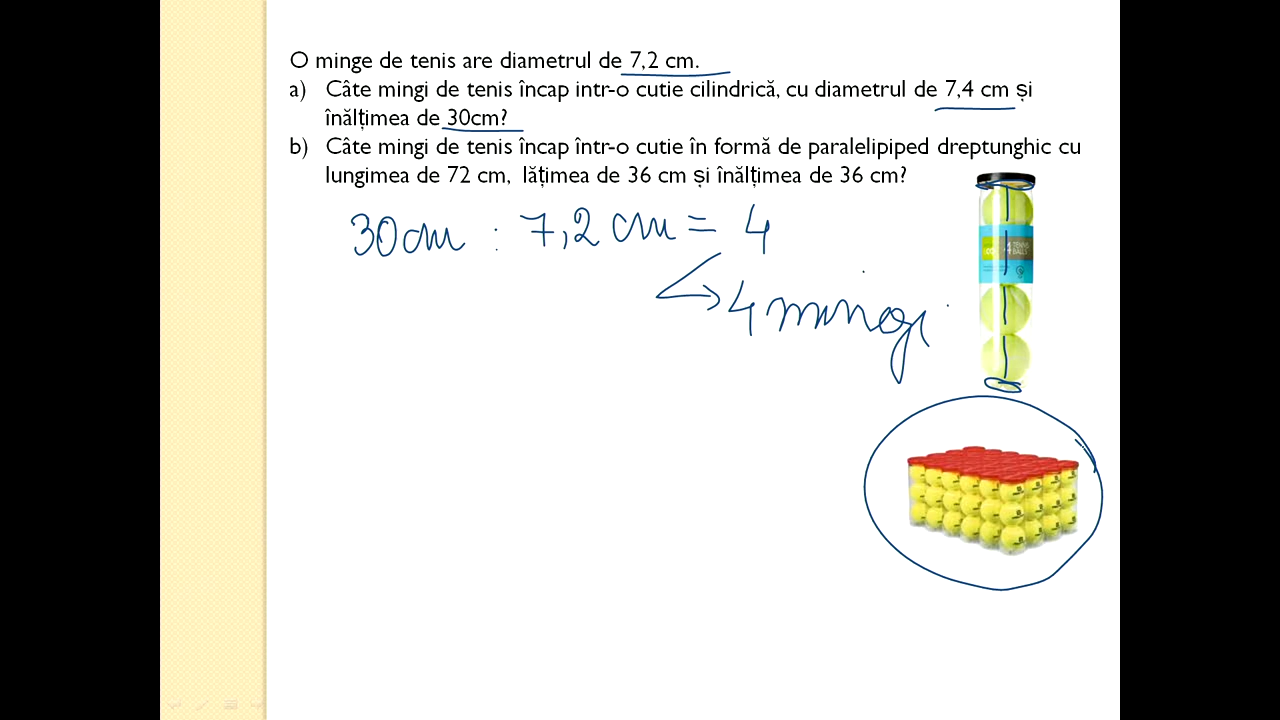 O minge de tenis are diametrul de 7,2 cm.
a) Câte mingi de tenis încap intr-o cutie cilindrică, cu diametrul de 7,4 cm și
înălțimea de 30cm?
b) Câte mingi de tenis încap într-o cutie în formă de paralelipiped dreptunghic cu
lungimea de 72 cm, lățimea de 36 cm și înălțimea de 36 cm?
30cm : 7,2 cm = 4
4 mingi
4 TENNIS
BALLS